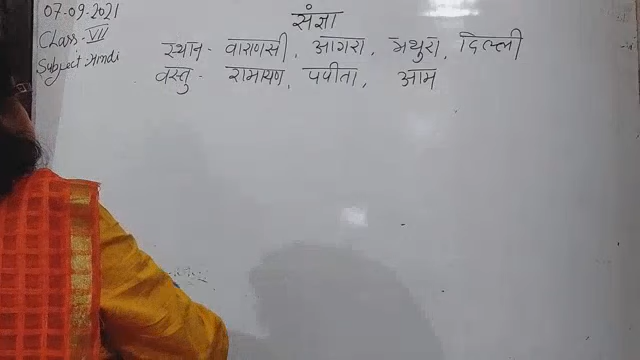 07-09-2021
संज्ञा
Class-VII
Subject Hindi
स्थान- वाराणसी, आगरा, मथुरा, दिल्ली
वस्तु- रामायण, पपीता, आम